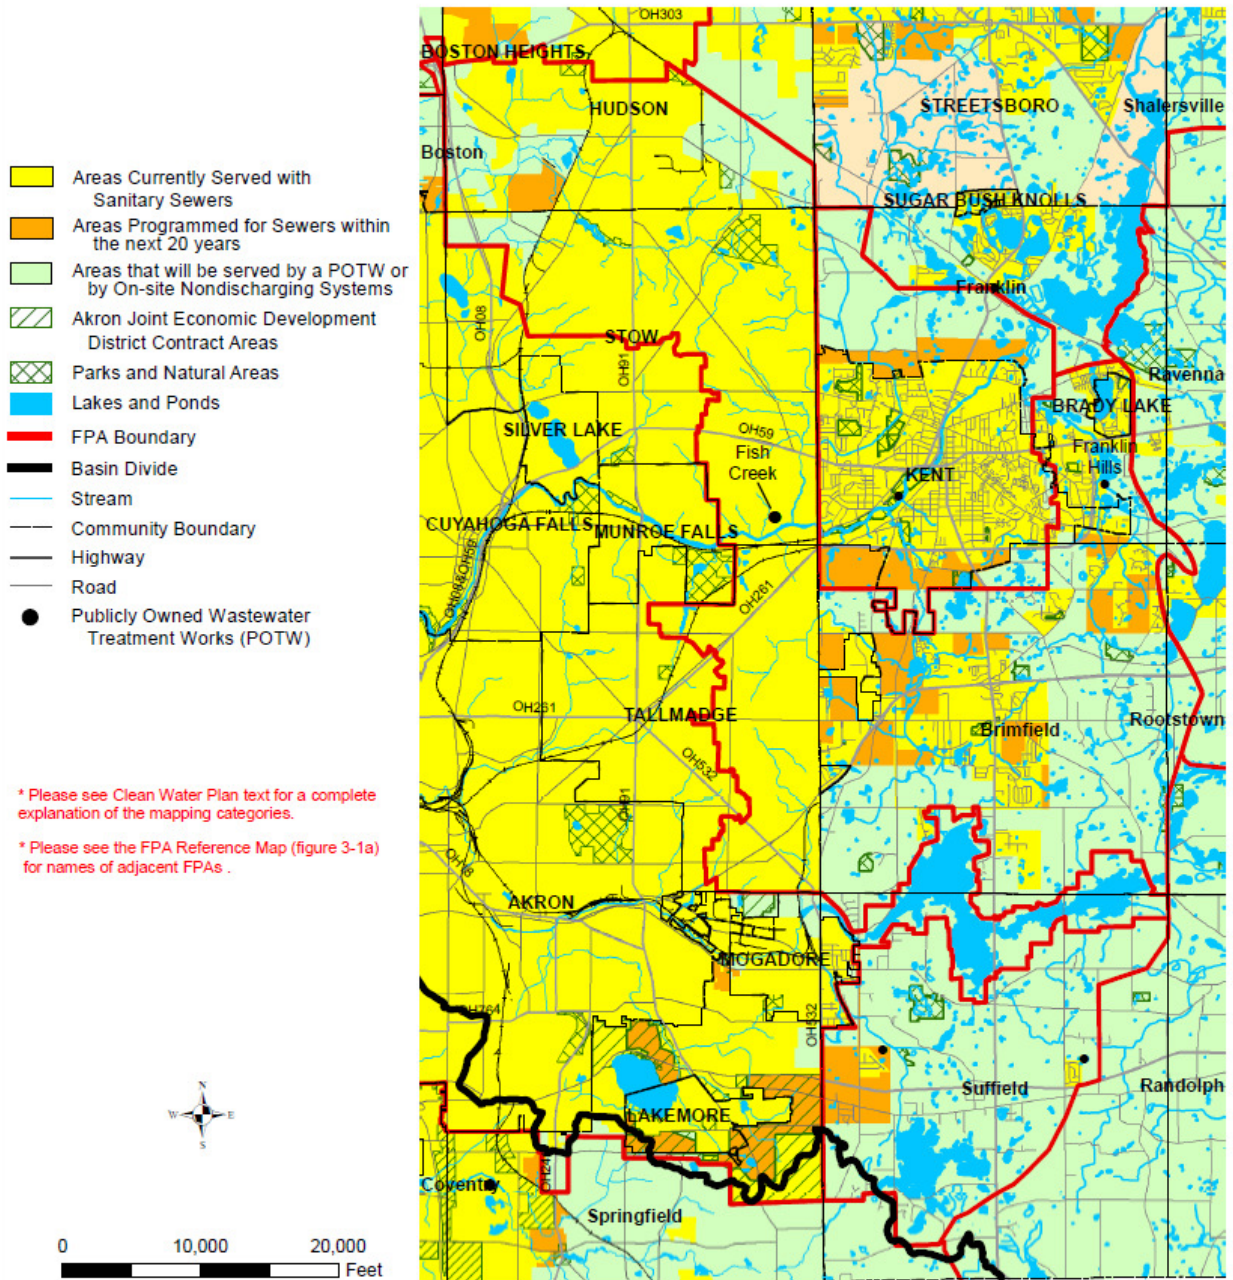 Areas Currently Served with
Sanitary Sewers
Areas Programmed for Sewers within
the next 20 years
Areas that will be served by a POTW or
by On-site Nondischarging Systems
Akron Joint Economic Development
District Contract Areas
Parks and Natural Areas
Lakes and Ponds
FPA Boundary
Basin Divide
Stream
Community Boundary
Highway
Road
Publicly Owned Wastewater
Treatment Works (POTW)
* Please see Clean Water Plan text for a complete
explanation of the mapping categories.
* Please see the FPA Reference Map (figure 3-1a)
for names of adjacent FPAs .
N
W E
S
0 10,000 20,000
Feet
OH303
BOSTON HEIGHTS
HUDSON
STREETSBORO
Shalersville
Boston
SUGAR BUSH KNOLLS
Franklin
OH08
STOW
OH91
Ravenna
BRADY LAKE
SILVER LAKE
OH59
Fish
Creek
Franklin
Hills
KENT
CUYAHOGA FALLS
MUNROE FALLS
OH08&OH59
OH261
OH261
TALLMADGE
Rootstown
Brimfield
OH532
OH91
OH18
AKRON
MOGADORE
OH764
OH532
Suffield
Randolph
LAKEMORE
OH241
Coventry
Springfield